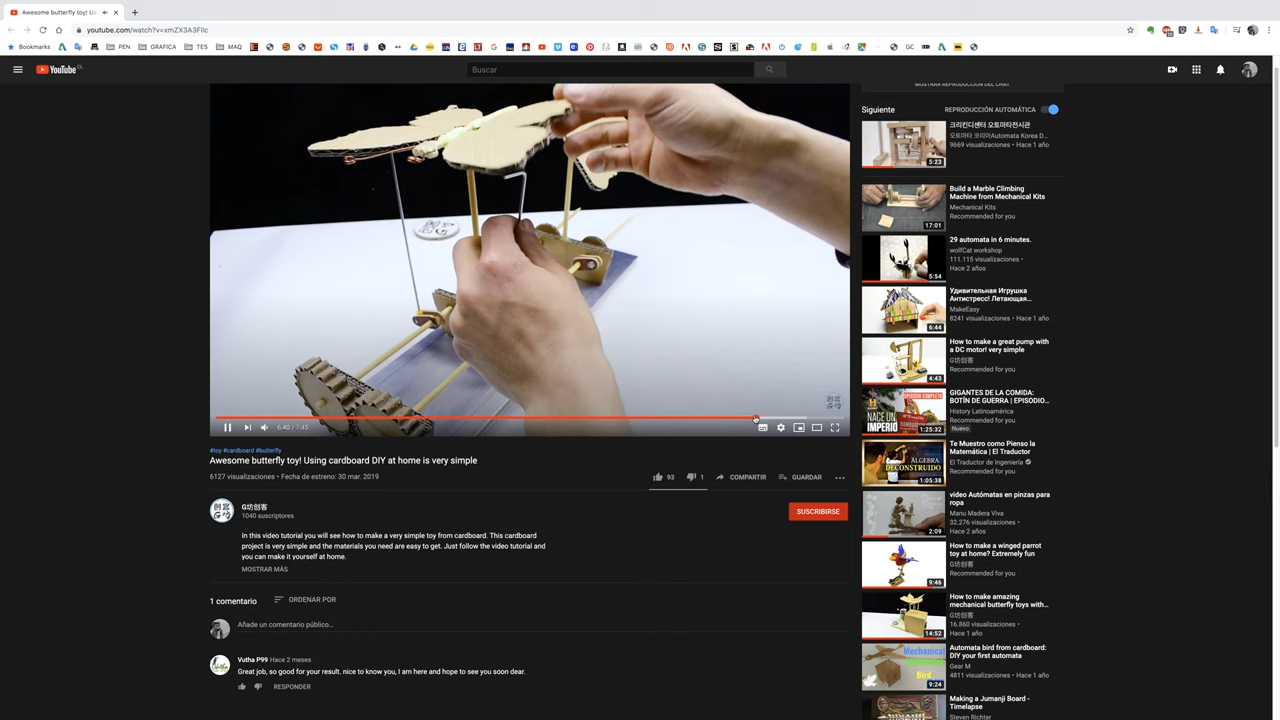 Awesome butterfly toy! Us
youtube.com/watch?v=xmZX3A3FIlc
Bookmarks
PEN
GRAFICA
TES
MAQ
GC
YouTube CL
Buscar
MOSTRAR REPRODUCCIÓN DEL CHAT
Siguiente
REPRODUCCIÓN AUTOMÁTICA
크리킨디센터 오토마타전시관
오토마타 코리아Automata Korea D...
9669 visualizaciones • Hace 1 año
5:23
Build a Marble Climbing
Machine from Mechanical Kits
Mechanical Kits
Recommended for you
17:01
29 automata in 6 minutes.
wolfCat workshop
111.115 visualizaciones •
Hace 2 años
5:54
Удивительная Игрушка
Антистресс! Летающая...
MakeEasy
8241 visualizaciones • Hace 1 año
6:44
How to make a great pump with
a DC motor! very simple
G坊创客
Recommended for you
4:43
GIGANTES DE LA COMIDA:
BOTÍN DE GUERRA | EPISODIO...
History Latinoamérica
Nuevo
EPISODIO COMPLETO
NACE UN
IMPERIO
1:25:32
Te Muestro como Pienso la
Matemática | El Traductor
El Traductor de Ingeniería
ÁLGEBRA
DECONSTRUIDO
1:05:38
video Autómatas en pinzas para
ropa
Manu Madera Viva
32.276 visualizaciones •
Hace 2 años
2:09
How to make a winged parrot
toy at home? Extremely fun
G坊创客
Recommended for you
9:46
How to make amazing
mechanical butterfly toys with...
G坊创客
16.860 visualizaciones •
Hace 1 año
14:52
Automata bird from cardboard:
DIY your first automata
Gear M
4811 visualizaciones • Hace 1 año
Mechanical
Bird
9:24
Making a Jumanji Board -
Timelapse
Steven Richter
6:40 / 7:45
#toy #cardboard #butterfly
Awesome butterfly toy! Using cardboard DIY at home is very simple
6127 visualizaciones • Fecha de estreno: 30 mar. 2019
93
1
COMPARTIR
GUARDAR
G坊创客
1040 suscriptores
SUSCRIBIRSE
In this video tutorial you will see how to make a very simple toy from cardboard. This cardboard
project is very simple and the materials you need are easy to get. Just follow the video tutorial and
you can make it yourself at home.
MOSTRAR MÁS
1 comentario
ORDENAR POR
Añade un comentario público...
Vutha P99 Hace 2 meses
Great job, so good for your result. nice to know you, I am here and hope to see you soon dear.
RESPONDER